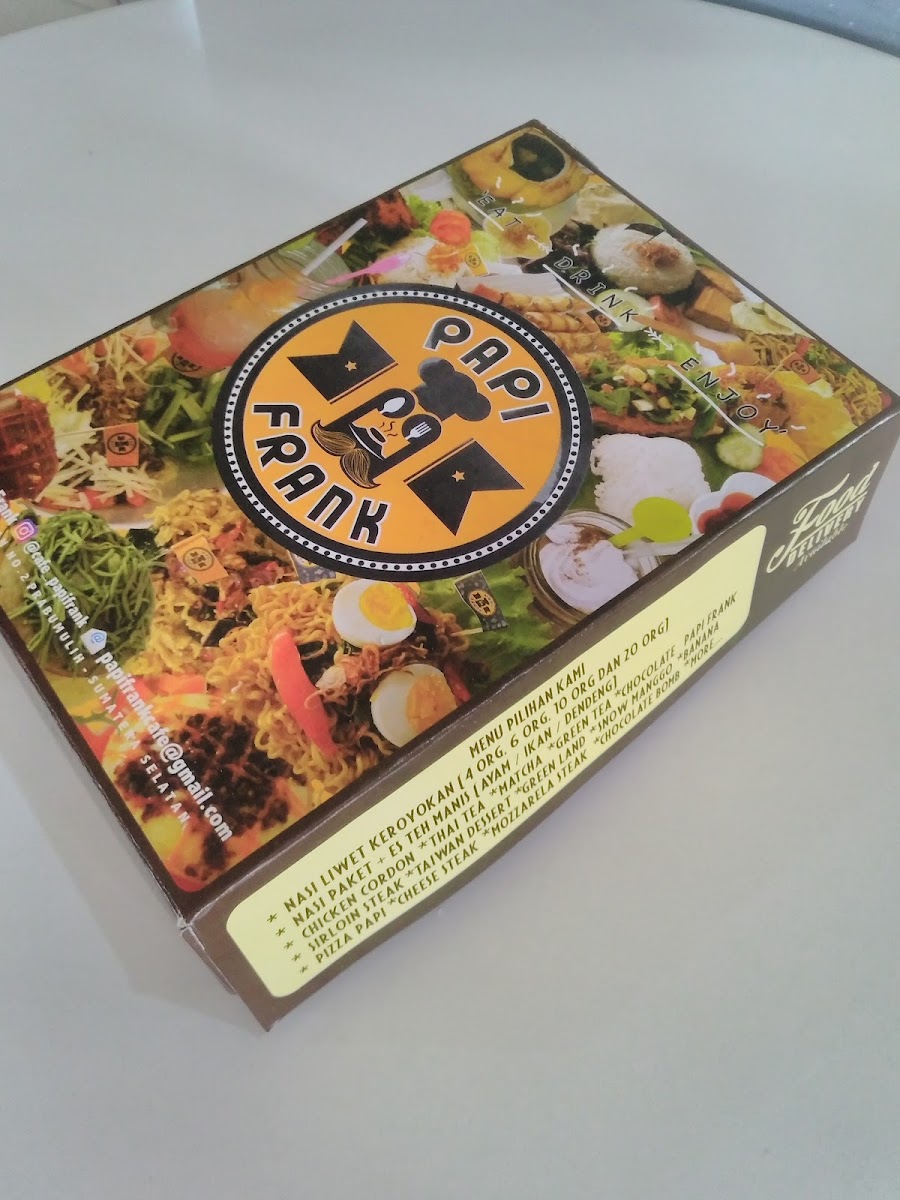 EAT DRINK ENJOY
PAPI
FRANK
@cafe_papifrank papifrankcafe@gmail.com
NO 2 PRABUMULIH - SUMATERA SELATAN
Food
DELIVERY
MENU PILIHAN KAMI
* NASI LIWET KEROYOKAN [ 4 ORG, 6 ORG, 10 ORG DAN 20 ORG]
* NASI PAKET + ES TEH MANIS [ AYAM / IKAN / DENDENG]
* CHICKEN CORDON *THAI TEA *MATCHA *GREEN TEA *CHOCOLATE PAPI FRANK
* SIRLOIN STEAK *TAIWAN DESSERT *GREEN LAND *SNOW MANGGO *BANANA
* PIZZA PAPI *CHEESE STEAK *MOZZARELA STEAK *CHOCOLATE BOMB *MORE...